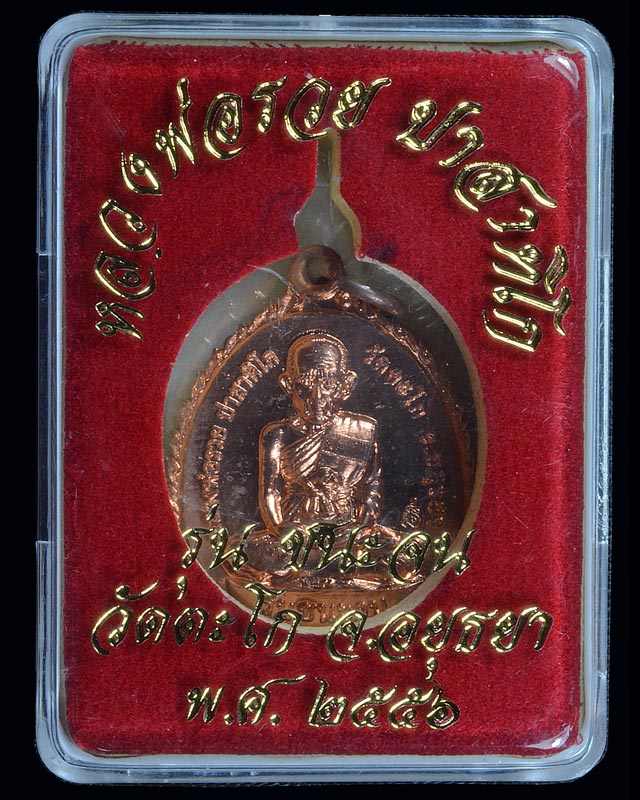 หลวงพ่อรวย ปาสาทิโก
รุ่น ชนะจน
วัดตะโก จ.อยุธยา
พ.ศ. ๒๕๕๖